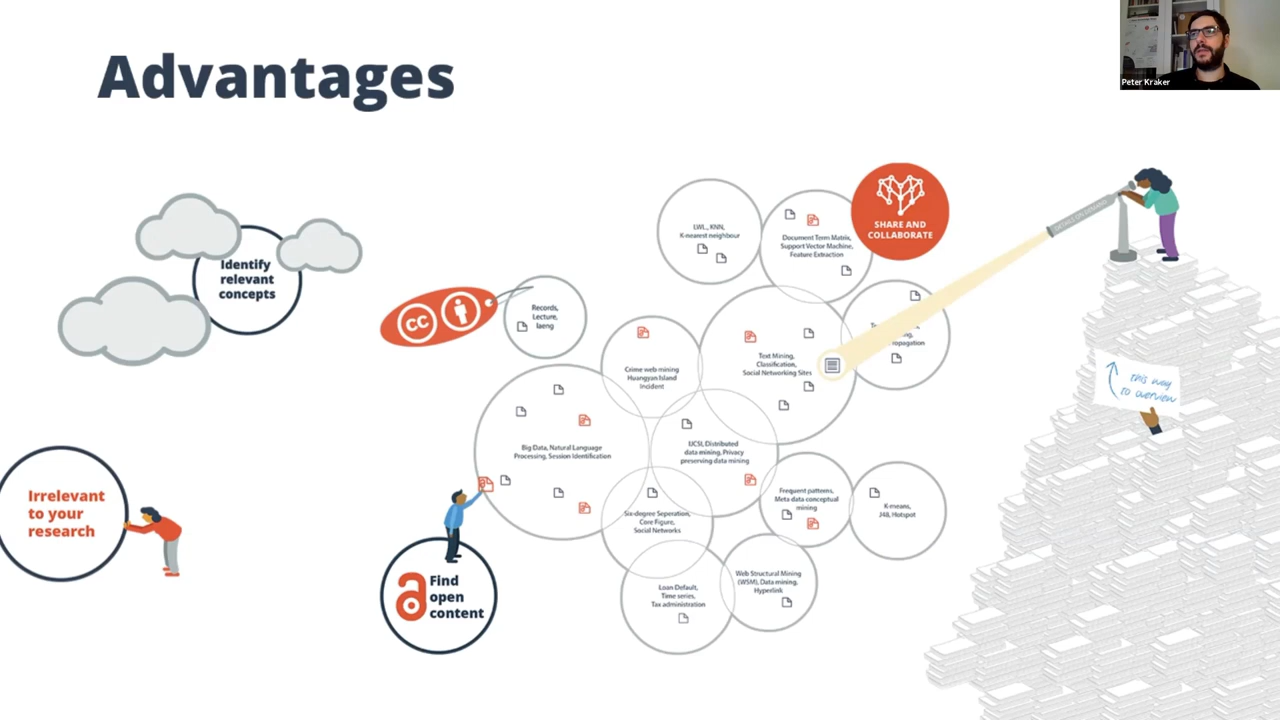 Advantages
Peter Kraker
Identify
relevant
concepts
Irrelevant
to your
research
CC
Records,
Lecture,
Iaeng
LWL, KNN,
K-nearest neighbour
Document Term Matrix,
Support Vector Machine,
Feature Extraction
SHARE AND
COLLABORATE
Crime web mining
Huangyan Island
Incident
Text Mining,
Classification,
Social Networking Sites
Big Data, Natural Language
Processing, Session Identification
IJCSI, Distributed
data mining, Privacy
preserving data mining
Six-degree Seperation,
Core Figure,
Social Networks
Frequent patterns,
Meta data conceptual
mining
K-means,
J48, Hotspot
Loan Default,
Time series,
Tax administration
Web Structural Mining
(WSM), Data mining,
Hyperlink
Find
open
content
this way
to overview